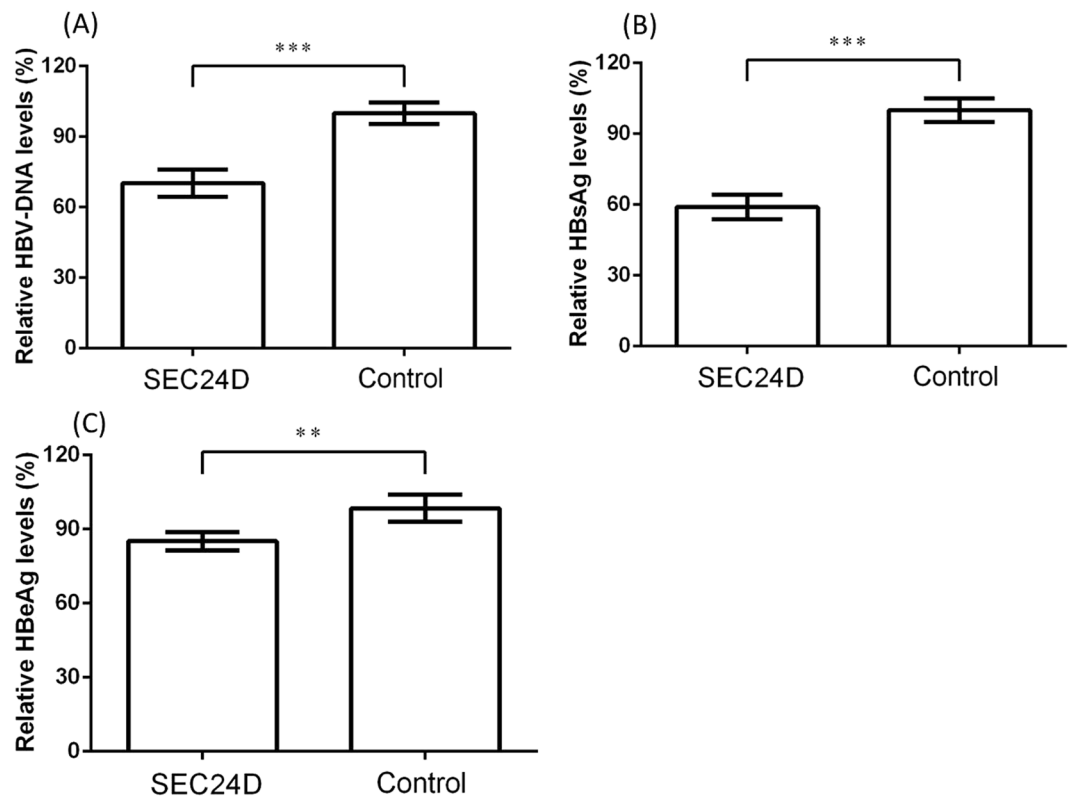 (A)
***
Relative HBV-DNA levels (%)
120
90
60
30
0
SEC24D
Control
(B)
***
Relative HBsAg levels (%)
120
90
60
30
0
SEC24D
Control
(C)
**
Relative HBeAg levels (%)
120
90
60
30
0
SEC24D
Control